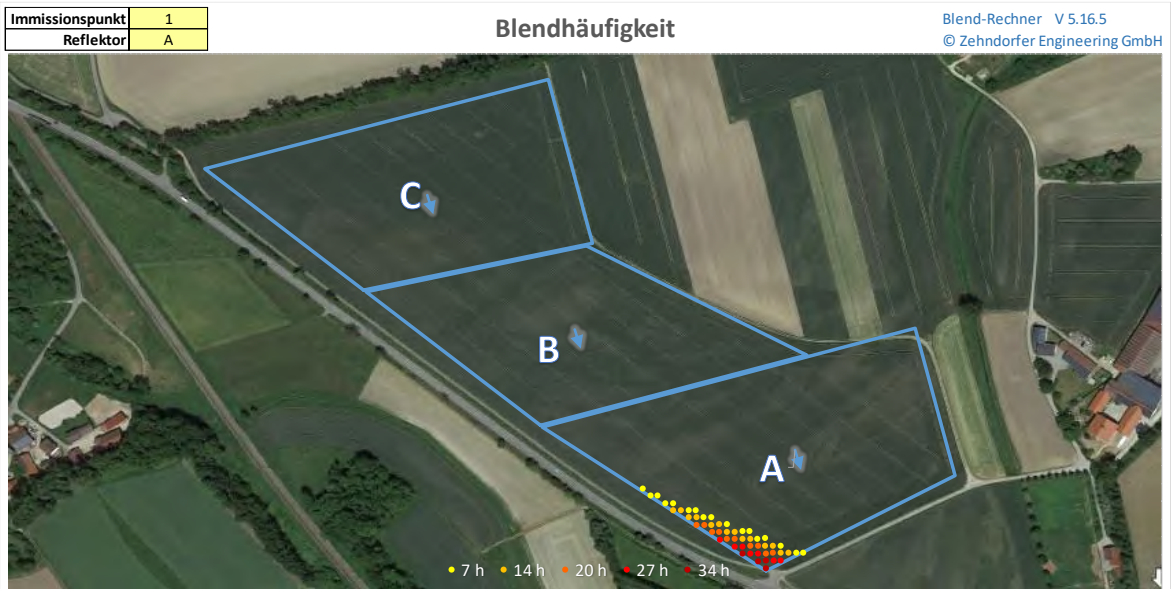 Immissionspunkt 1
Reflektor A
Blendhäufigkeit
Blend-Rechner V 5.16.5
© Zehndorfer Engineering GmbH
C
B
A
7 h 14 h 20 h 27 h 34 h